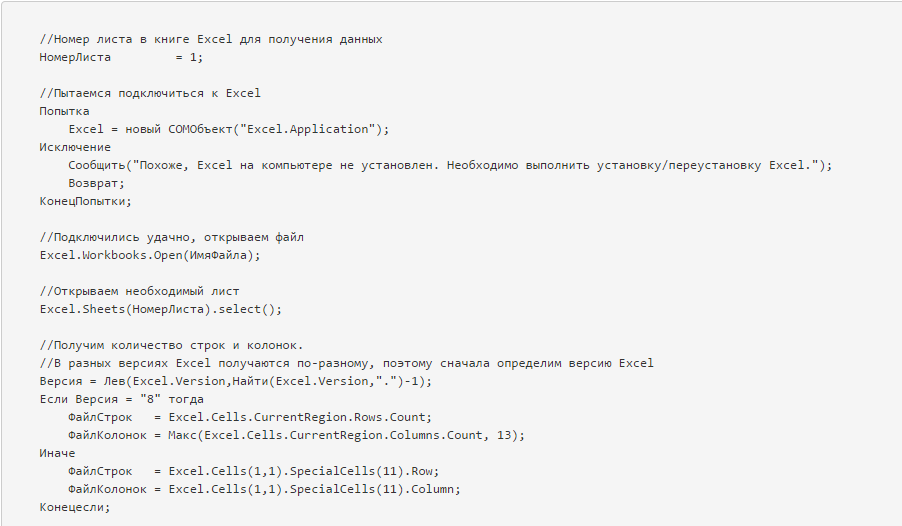 //Номер листа в книге Excel для получения данных
НомерЛиста         = 1;
//Пытаемся подключиться к Excel
Попытка
    Excel = новый COMОбъект("Excel.Application");
Исключение
    Сообщить("Похоже, Excel на компьютере не установлен. Необходимо выполнить установку/переустановку Excel.");
    Возврат;
КонецПопытки;
//Подключились удачно, открываем файл
Excel.Workbooks.Open(ИмяФайла);
//Открываем необходимый лист
Excel.Sheets(НомерЛиста).select();
//Получим количество строк и колонок.
//В разных версиях Excel получаются по-разному, поэтому сначала определим версию Excel
Версия = Лев(Excel.Version,Найти(Excel.Version,".")-1);
Если Версия = "8" тогда
    ФайлСтрок   = Excel.Cells.CurrentRegion.Rows.Count;
    ФайлКолонок = Макс(Excel.Cells.CurrentRegion.Columns.Count, 13);
Иначе
    ФайлСтрок   = Excel.Cells(1,1).SpecialCells(11).Row;
    ФайлКолонок = Excel.Cells(1,1).SpecialCells(11).Column;
Конецесли;